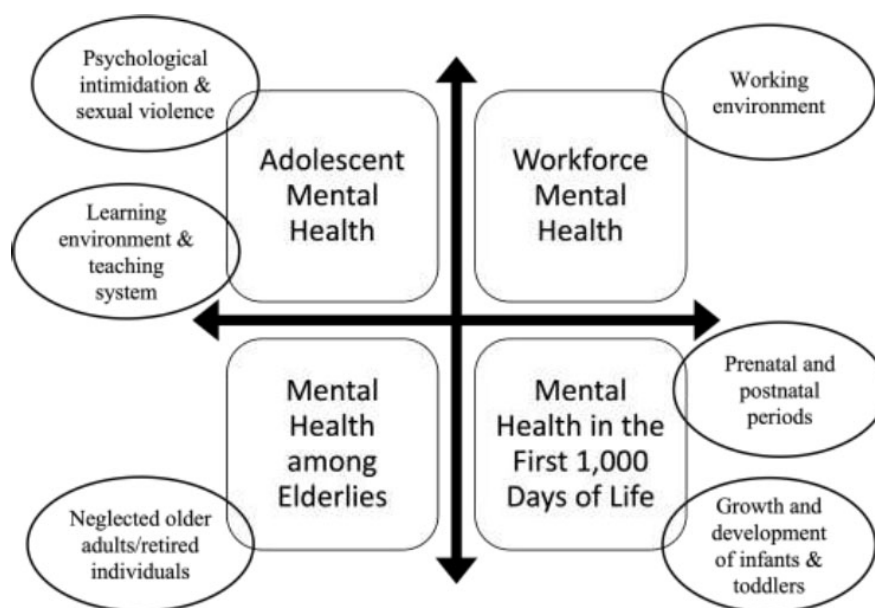 Psychological
intimidation &
sexual violence
Adolescent
Mental
Health
Learning
environment &
teaching
system
Workforce
Mental
Health
Working
environment
Mental
Health
among
Elderlies
Neglected older
adults/retired
individuals
Mental
Health in the
First 1,000
Days of Life
Prenatal and
postnatal
periods
Growth and
development
of infants &
toddlers